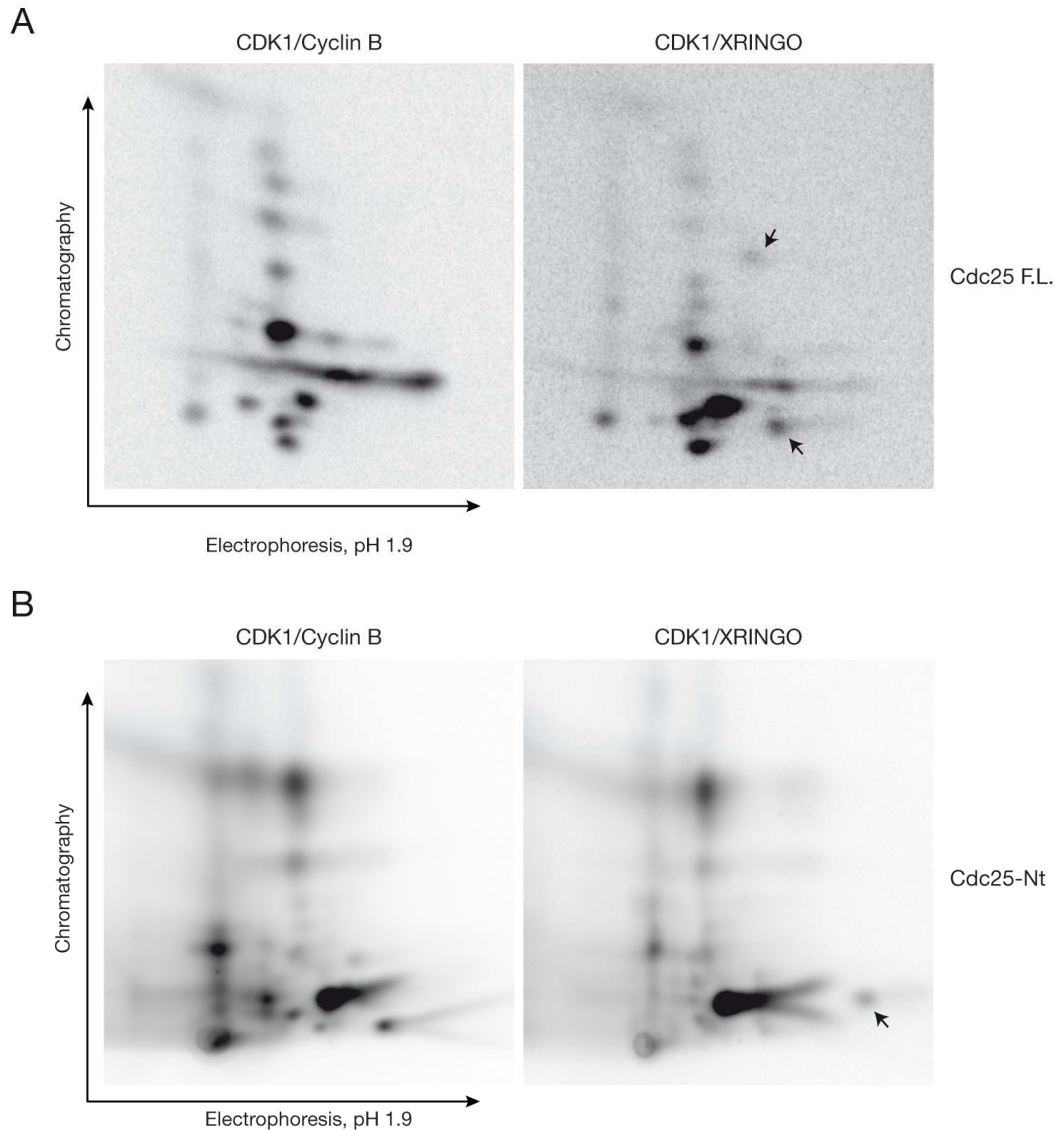 A
CDK1/Cyclin B
CDK1/XRINGO
Chromatography
Cdc25 F.L.
Electrophoresis, pH 1.9
B
CDK1/Cyclin B
CDK1/XRINGO
Chromatography
Cdc25-Nt
Electrophoresis, pH 1.9